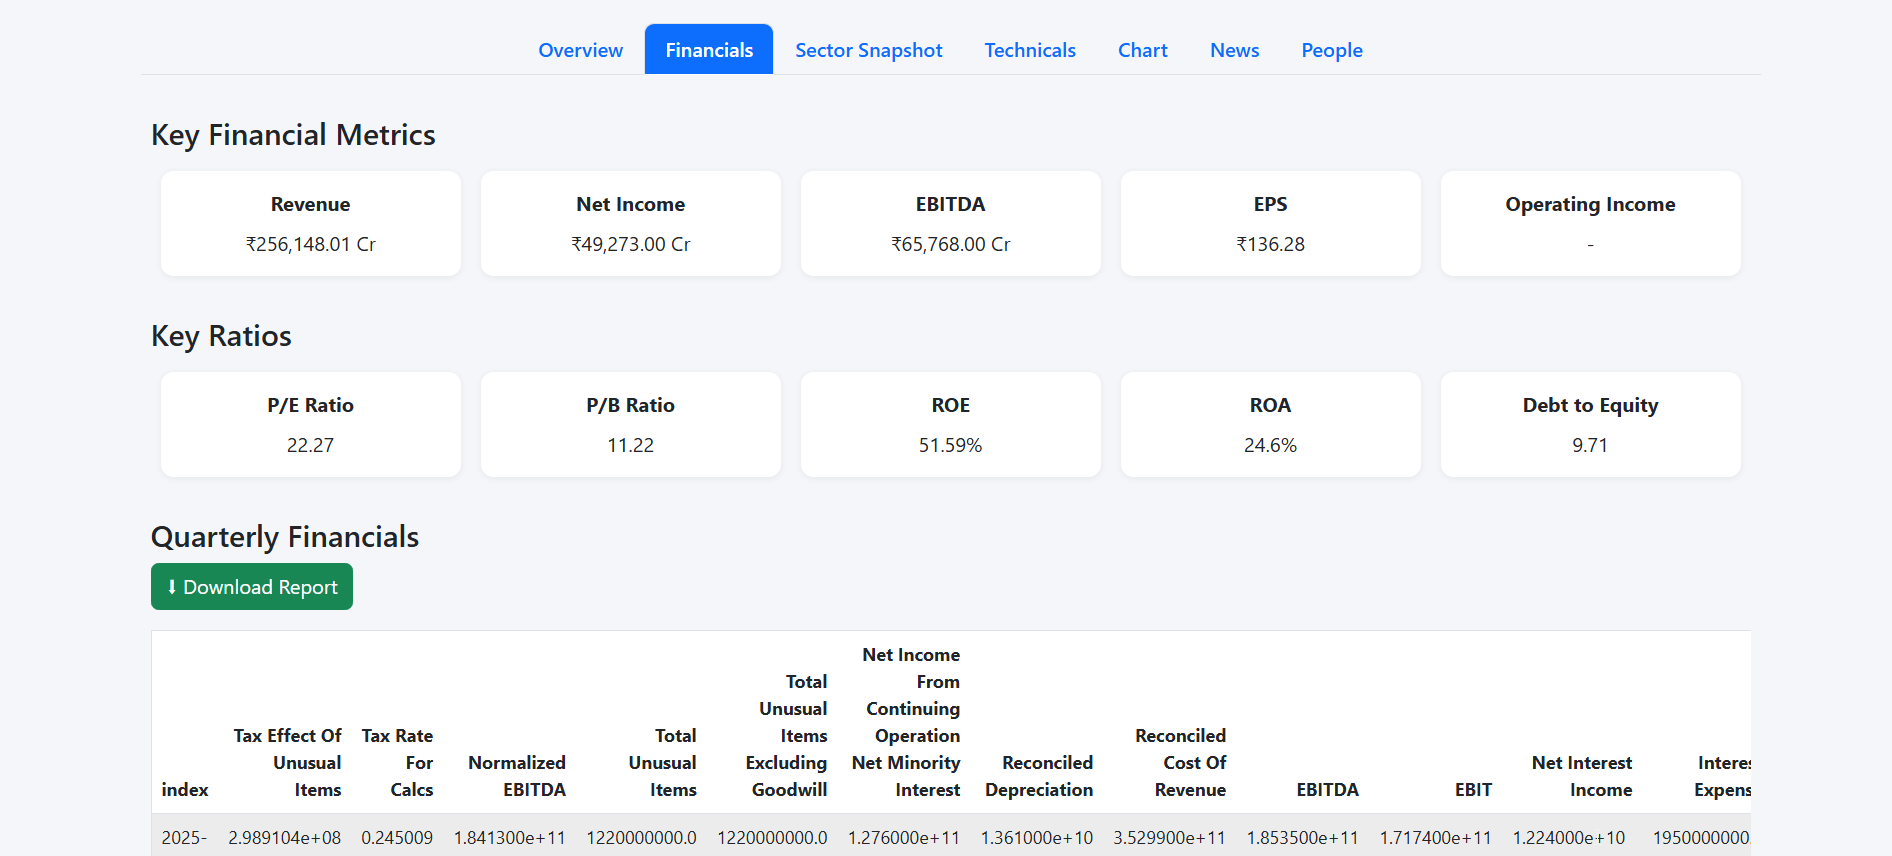 Overview Financials Sector Snapshot Technicals Chart News People
Key Financial Metrics
Revenue Net Income EBITDA EPS Operating Income
₹256,148.01 Cr ₹49,273.00 Cr ₹65,768.00 Cr ₹136.28 -
Key Ratios
P/E Ratio P/B Ratio ROE ROA Debt to Equity
22.27 11.22 51.59% 24.6% 9.71
Quarterly Financials
⬇ Download Report
Net Income
Total From
Unusual Continuing
Tax Effect Of Tax Rate Total Items Operation Reconciled
Unusual For Normalized Unusual Excluding Net Minority Reconciled Cost Of Net Interest
index Items Calcs EBITDA Items Goodwill Interest Depreciation Revenue EBITDA EBIT Income
2025- 2.989104e+08 0.245009 1.841300e+11 1220000000.0 1220000000.0 1.276000e+11 1.361000e+10 3.529900e+11 1.853500e+11 1.717400e+11 1.224000e+10 1950000000.